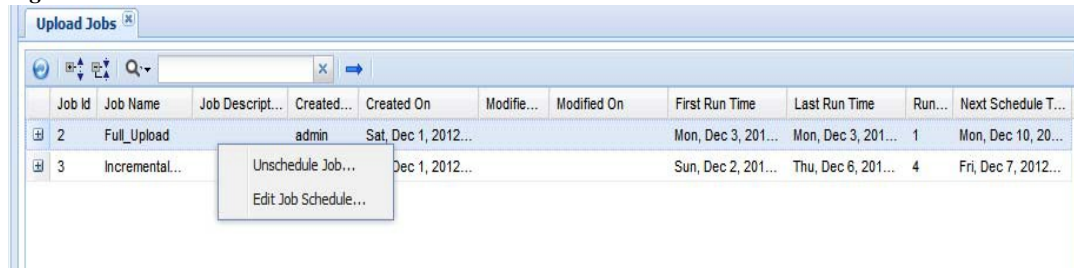 Upload Jobs
Job Id Job Name Job Descript... Created... Created On Modifie... Modified On First Run Time Last Run Time Run... Next Schedule T...
2 Full_Upload admin Sat, Dec 1, 2012... Mon, Dec 3, 201... Mon, Dec 3, 201... 1 Mon, Dec 10, 20...
3 Incremental... Dec 1, 2012... Sun, Dec 2, 201... Thu, Dec 6, 201... 4 Fri, Dec 7, 2012...
Unschedule Job...
Edit Job Schedule...